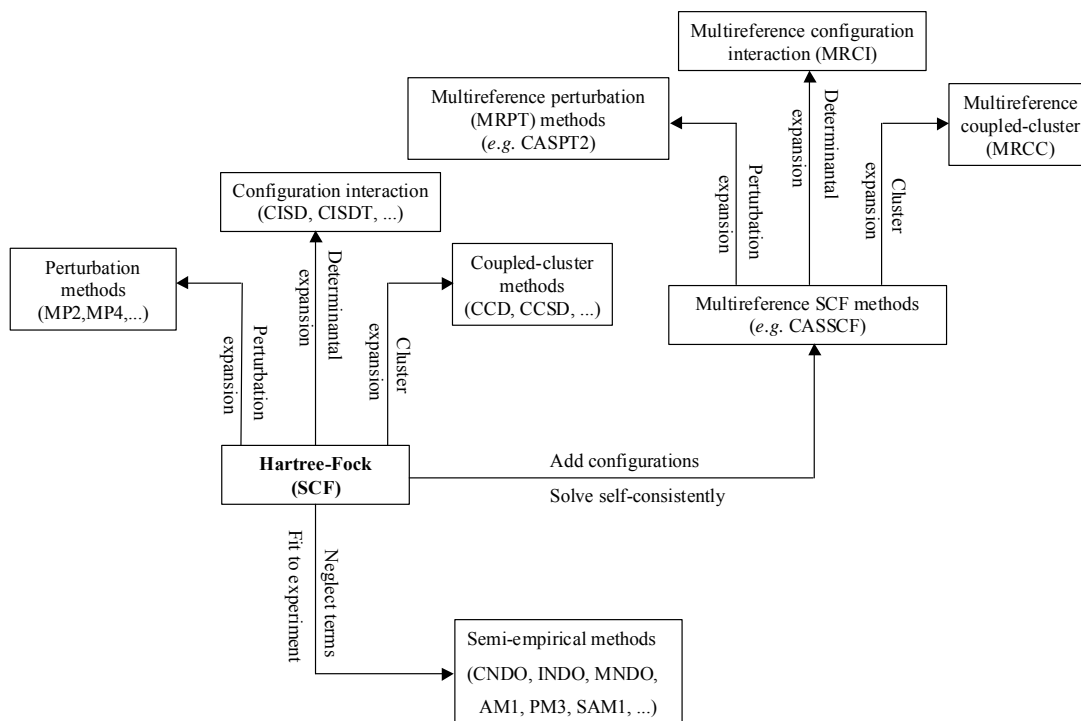 Multireference configuration
interaction (MRCI)
Multireference perturbation
(MRPT) methods
(e.g. CASPT2)
Multireference
coupled-cluster
(MRCC)
Perturbation
expansion
Determinantal
expansion
Cluster
expansion
Configuration interaction
(CISD, CISDT, ...)
Perturbation
methods
(MP2,MP4,...)
Coupled-cluster
methods
(CCD, CCSD, ...)
Multireference SCF methods
(e.g. CASSCF)
Perturbation
expansion
Determinantal
expansion
Cluster
expansion
Hartree-Fock
(SCF)
Add configurations
Solve self-consistently
Neglect terms
Fit to experiment
Semi-empirical methods
(CNDO, INDO, MNDO,
AM1, PM3, SAM1, ...)